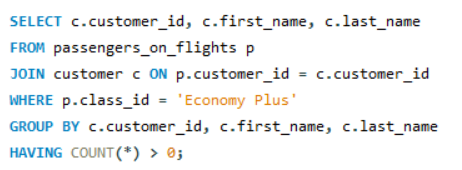 SELECT c.customer_id, c.first_name, c.last_name
FROM passengers_on_flights p
JOIN customer c ON p.customer_id = c.customer_id
WHERE p.class_id = 'Economy Plus'
GROUP BY c.customer_id, c.first_name, c.last_name
HAVING COUNT(*) > 0;